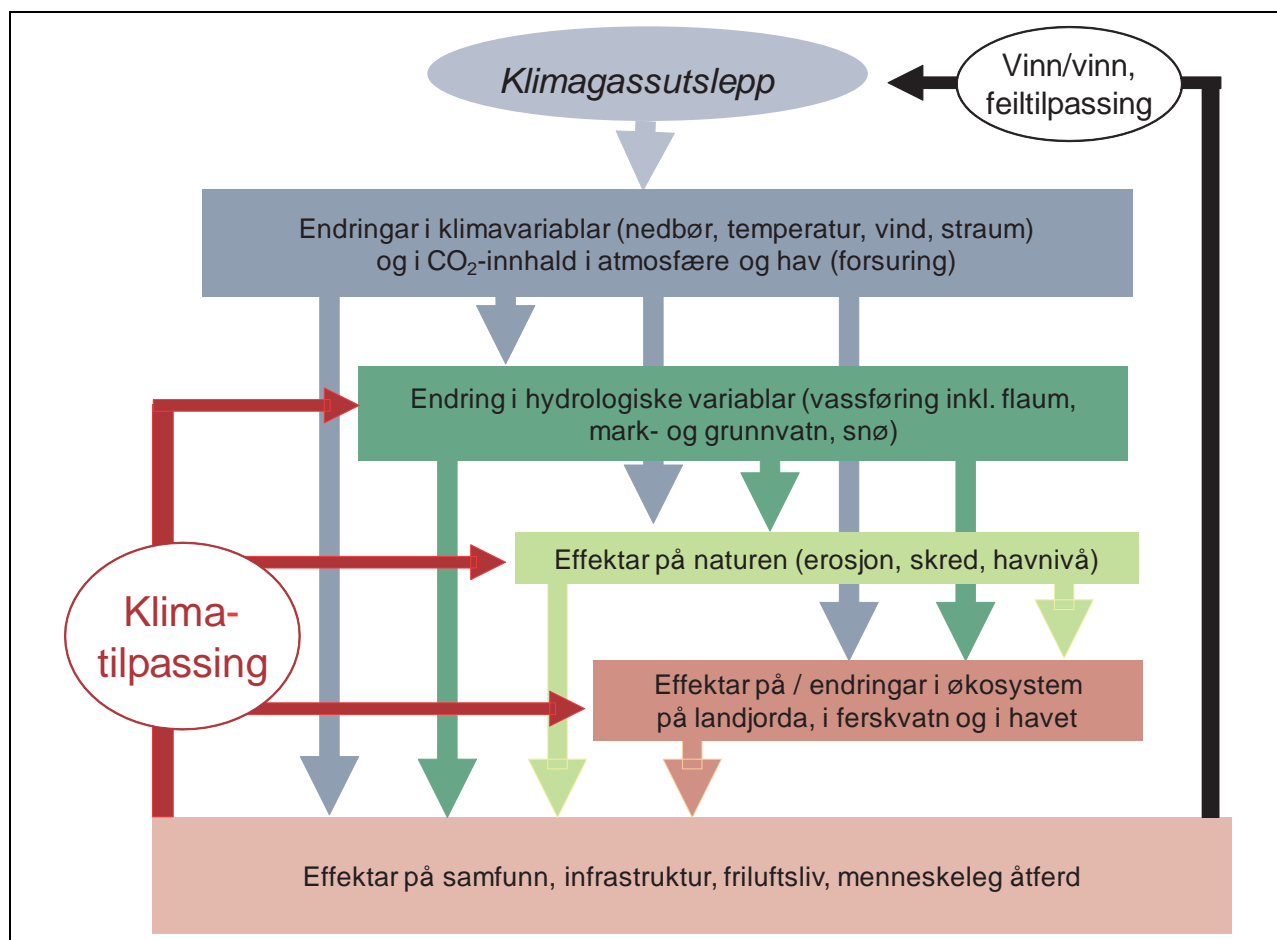 Klimagassutslepp
Vinn/vinn,
feiltilpassing
Endringar i klimavariablar (nedbør, temperatur, vind, straum)
og i CO₂-innhald i atmosfære og hav (forsuring)
Endring i hydrologiske variablar (vassføring inkl. flaum,
mark- og grunnvatn, snø)
Effektar på naturen (erosjon, skred, havnivå)
Klima-
tilpassing
Effektar på / endringar i økosystem
på landjorda, i ferskvatn og i havet
Effektar på samfunn, infrastruktur, friluftsliv, menneskeleg åtferd